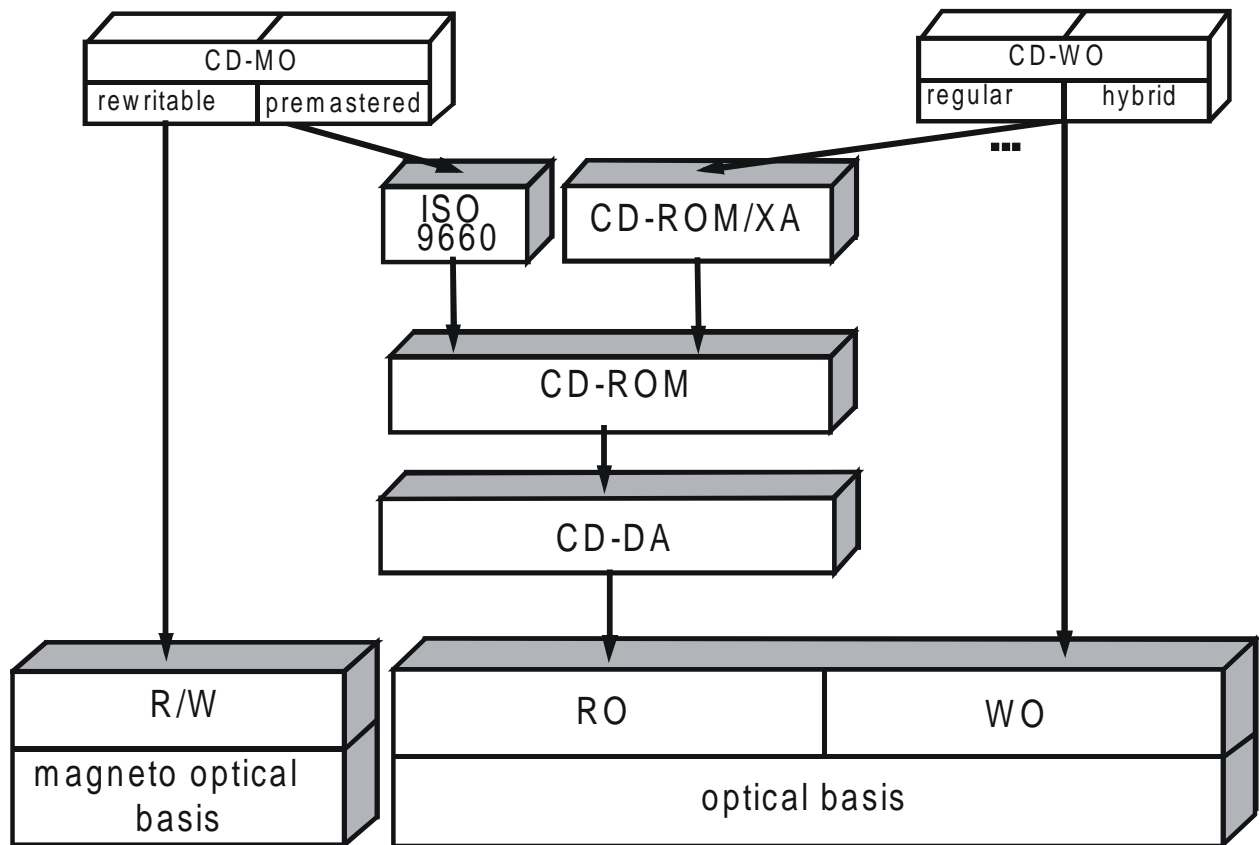 CD-MO
rewritable premastered
CD-WO
regular hybrid
...
ISO
9660
CD-ROM/XA
CD-ROM
CD-DA
R/W
magneto optical
basis
RO
WO
optical basis